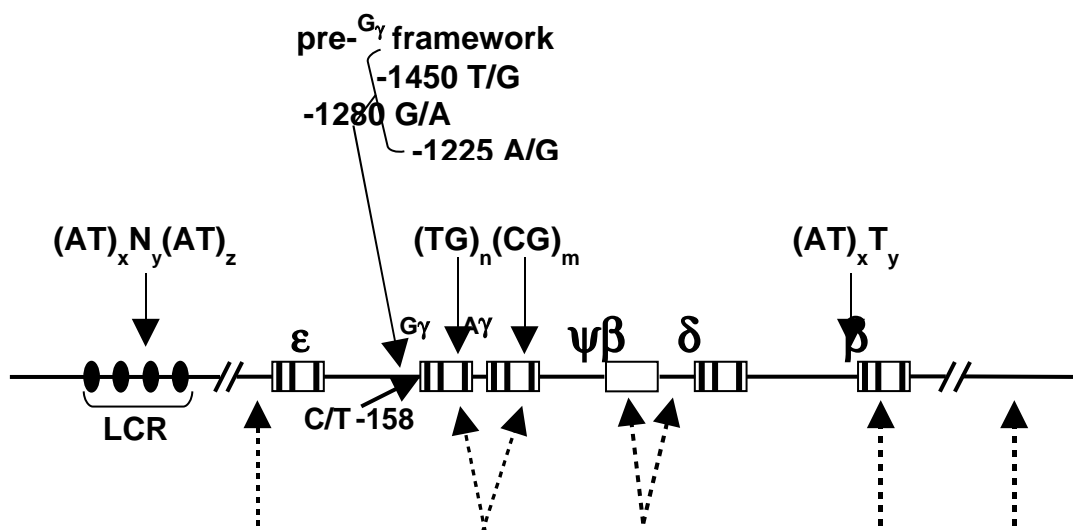 pre-Gγ framework
-1450 T/G
-1280 G/A
-1225 A/G
(AT)xNy(AT)z
(TG)n(CG)m
(AT)xTy
ε
Gγ
Aγ
ψβ
δ
β
LCR
C/T -158